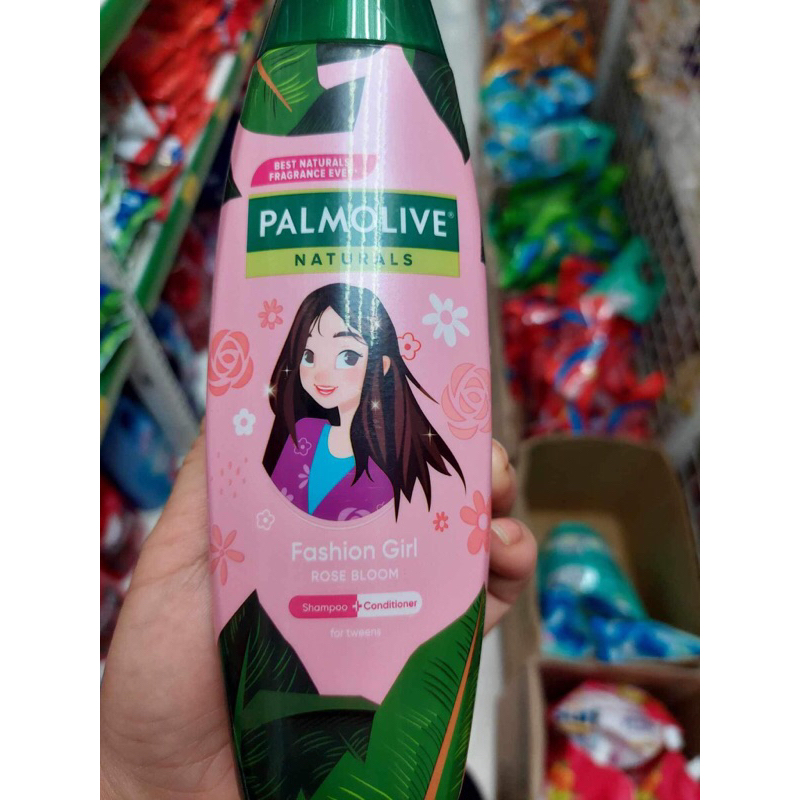 BEST NATURALS
FRAGRANCE EVER*
PALMOLIVE®
NATURALS
Fashion Girl
ROSE BLOOM
Shampoo + Conditioner
for tweens